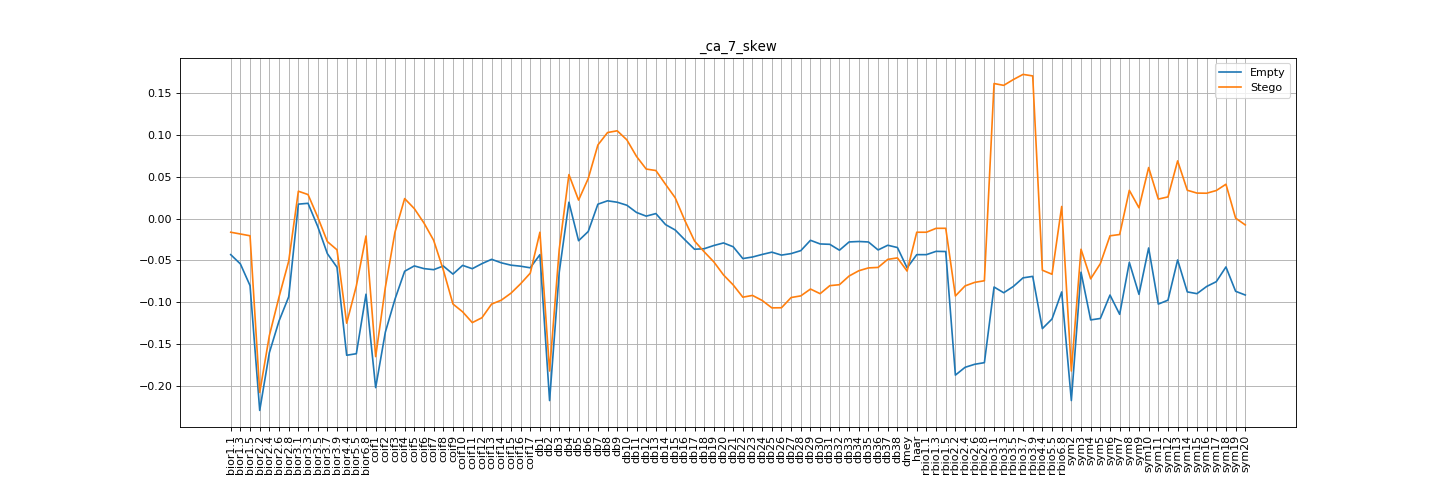 _ca_7_skew
Empty
Stego
0.15
0.10
0.05
0.00
−0.05
−0.10
−0.15
−0.20
bior1.1
bior1.3
bior1.5
bior2.2
bior2.4
bior2.6
bior2.8
bior3.1
bior3.3
bior3.5
bior3.7
bior3.9
bior4.4
bior5.5
bior6.8
coif1
coif2
coif3
coif4
coif5
coif6
coif7
coif8
coif9
coif10
coif11
coif12
coif13
coif14
coif15
coif16
coif17
db1
db2
db3
db4
db5
db6
db7
db8
db9
db10
db11
db12
db13
db14
db15
db16
db17
db18
db19
db20
db21
db22
db23
db24
db25
db26
db27
db28
db29
db30
db31
db32
db33
db34
db35
db36
db37
db38
dmey
haar
rbio1.1
rbio1.3
rbio1.5
rbio2.2
rbio2.4
rbio2.6
rbio2.8
rbio3.1
rbio3.3
rbio3.5
rbio3.7
rbio3.9
rbio4.4
rbio5.5
rbio6.8
sym2
sym3
sym4
sym5
sym6
sym7
sym8
sym9
sym10
sym11
sym12
sym13
sym14
sym15
sym16
sym17
sym18
sym19
sym20